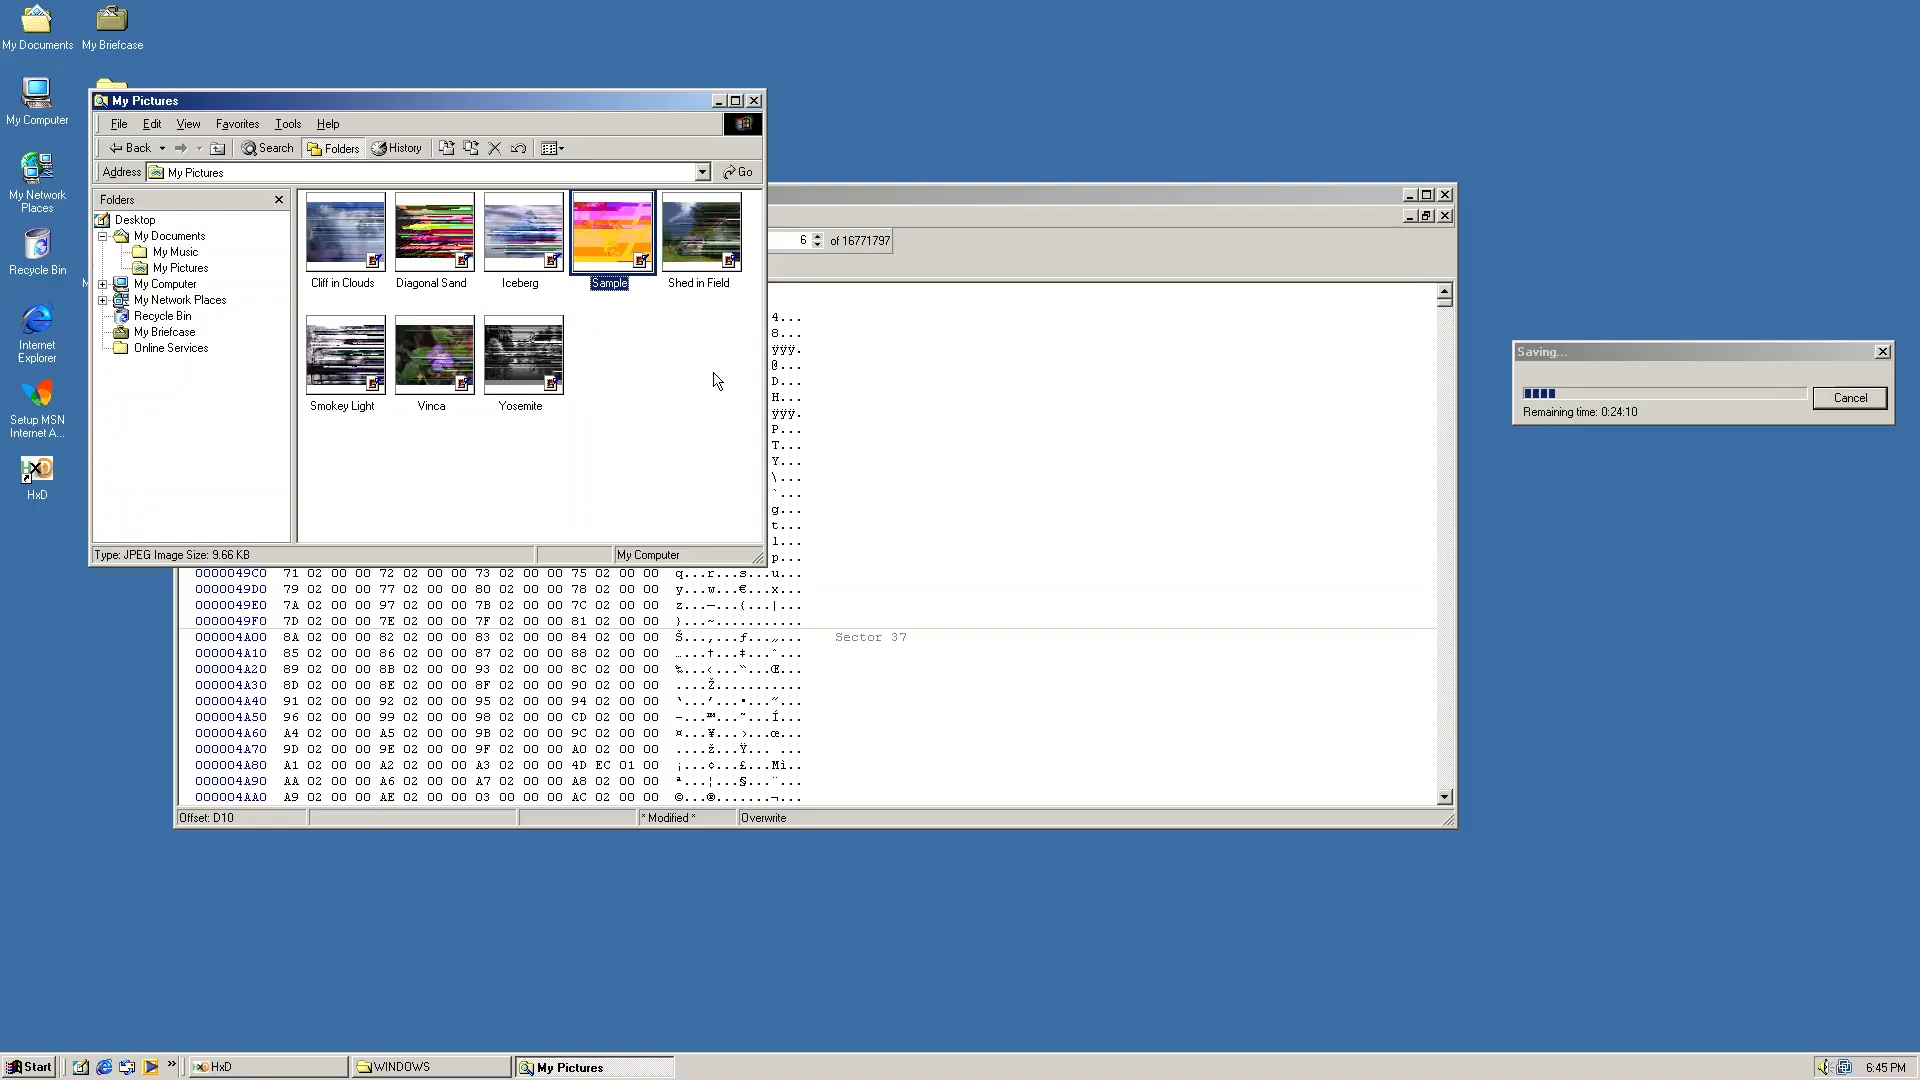 My Documents
My Briefcase
My Computer
My Network
Places
Recycle Bin
Internet
Explorer
Setup MSN
Internet A...
HxD
My Pictures
File Edit View Favorites Tools Help
Back Search Folders History
Address My Pictures Go
Folders
Desktop
My Documents
My Music
My Pictures
My Computer
My Network Places
Recycle Bin
My Briefcase
Online Services
Cliff in Clouds Diagonal Sand Iceberg Sample Shed in Field
Smokey Light Vinca Yosemite
Type: JPEG Image Size: 9.66 KB My Computer
6 of 16771797
4...
8...
ÿÿÿ.
@...
D...
H...
ÿÿÿ.
P...
T...
Y...
\...
`...
g...
t...
l...
p...
000049C0 71 02 00 00 72 02 00 00 73 02 00 00 75 02 00 00 q...r...s...u...
000049D0 79 02 00 00 77 02 00 00 80 02 00 00 78 02 00 00 y...w...€...x...
000049E0 7A 02 00 00 97 02 00 00 7B 02 00 00 7C 02 00 00 z...—...{...|...
000049F0 7D 02 00 00 7E 02 00 00 7F 02 00 00 81 02 00 00 }...~...........
00004A00 8A 02 00 00 82 02 00 00 83 02 00 00 84 02 00 00 Š...‚...ƒ...„... Sector 37
00004A10 85 02 00 00 86 02 00 00 87 02 00 00 88 02 00 00 …...†...‡...ˆ...
00004A20 89 02 00 00 8B 02 00 00 93 02 00 00 8C 02 00 00 ‰...‹...“...Œ...
00004A30 8D 02 00 00 8E 02 00 00 8F 02 00 00 90 02 00 00 ....Ž...........
00004A40 91 02 00 00 92 02 00 00 95 02 00 00 94 02 00 00 ‘...’...•...”...
00004A50 96 02 00 00 99 02 00 00 98 02 00 00 CD 02 00 00 –...™...˜...Í...
00004A60 A4 02 00 00 A5 02 00 00 9B 02 00 00 9C 02 00 00 ¤...¥...›...œ...
00004A70 9D 02 00 00 9E 02 00 00 9F 02 00 00 A0 02 00 00 ....ž...Ÿ... ...
00004A80 A1 02 00 00 A2 02 00 00 A3 02 00 00 4D EC 01 00 ¡...¢...£...Mì..
00004A90 AA 02 00 00 A6 02 00 00 A7 02 00 00 A8 02 00 00 ª...¦...§...¨...
00004AA0 A9 02 00 00 AE 02 00 00 03 00 00 00 AC 02 00 00 ©...®.......¬...
Offset: D10 * Modified * Overwrite
Saving...
Cancel
Remaining time: 0:24:10
Start HxD WINDOWS My Pictures 6:45 PM